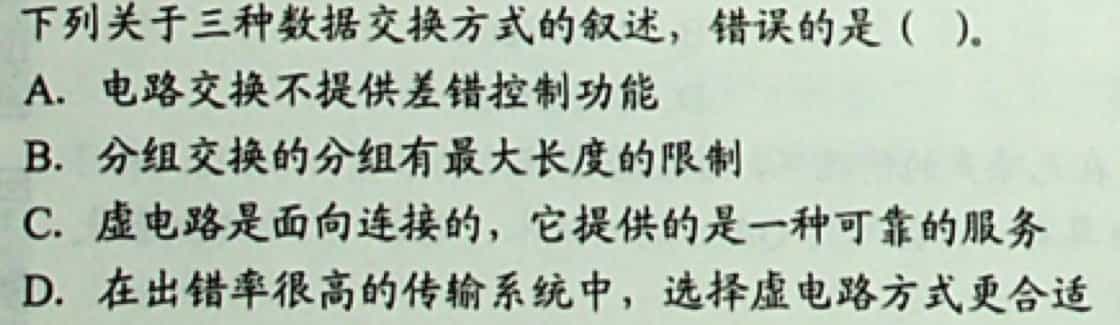 下列关于三种数据交换方式的叙述，错误的是（ ）。
A. 电路交换不提供差错控制功能
B. 分组交换的分组有最大长度的限制
C. 虚电路是面向连接的，它提供的是一种可靠的服务
D. 在出错率很高的传输系统中，选择虚电路方式更合适